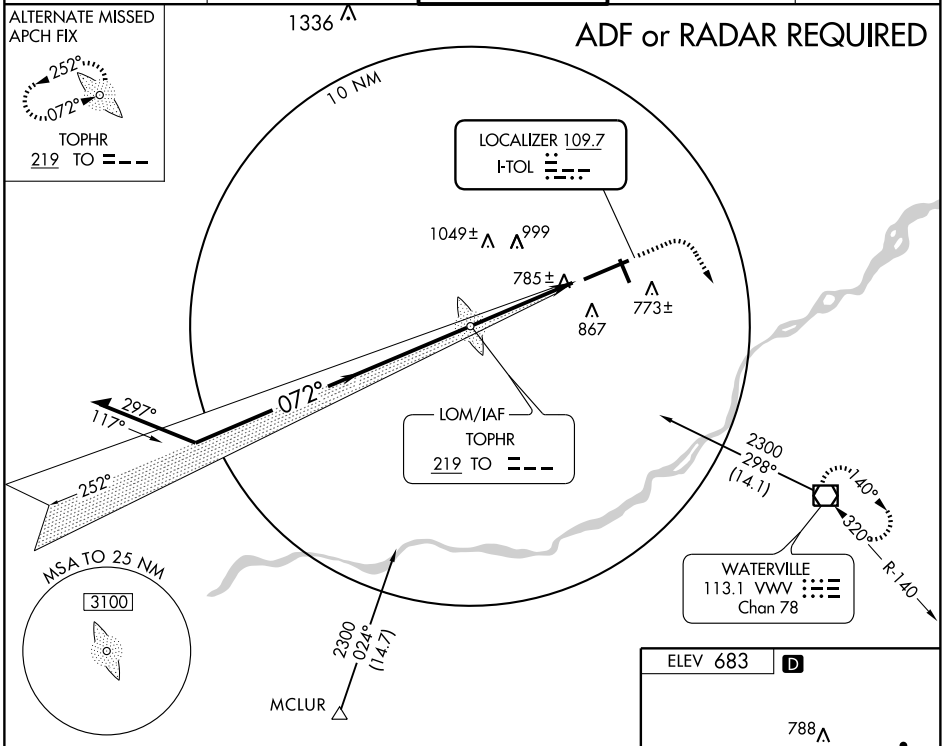 ALTERNATE MISSED
APCH FIX
252°
072°
TOPHR
219 TO
1336
ADF or RADAR REQUIRED
10 NM
LOCALIZER 109.7
I-TOL
1049±
999
785±
867
773±
072°
297°
117°
252°
LOM/IAF
TOPHR
219 TO
2300
298°
(14.1)
140°
320°
R-140
WATERVILLE
113.1 VWV
Chan 78
MSA TO 25 NM
3100
2300
024°
(14.7)
MCLUR
ELEV 683
D
788